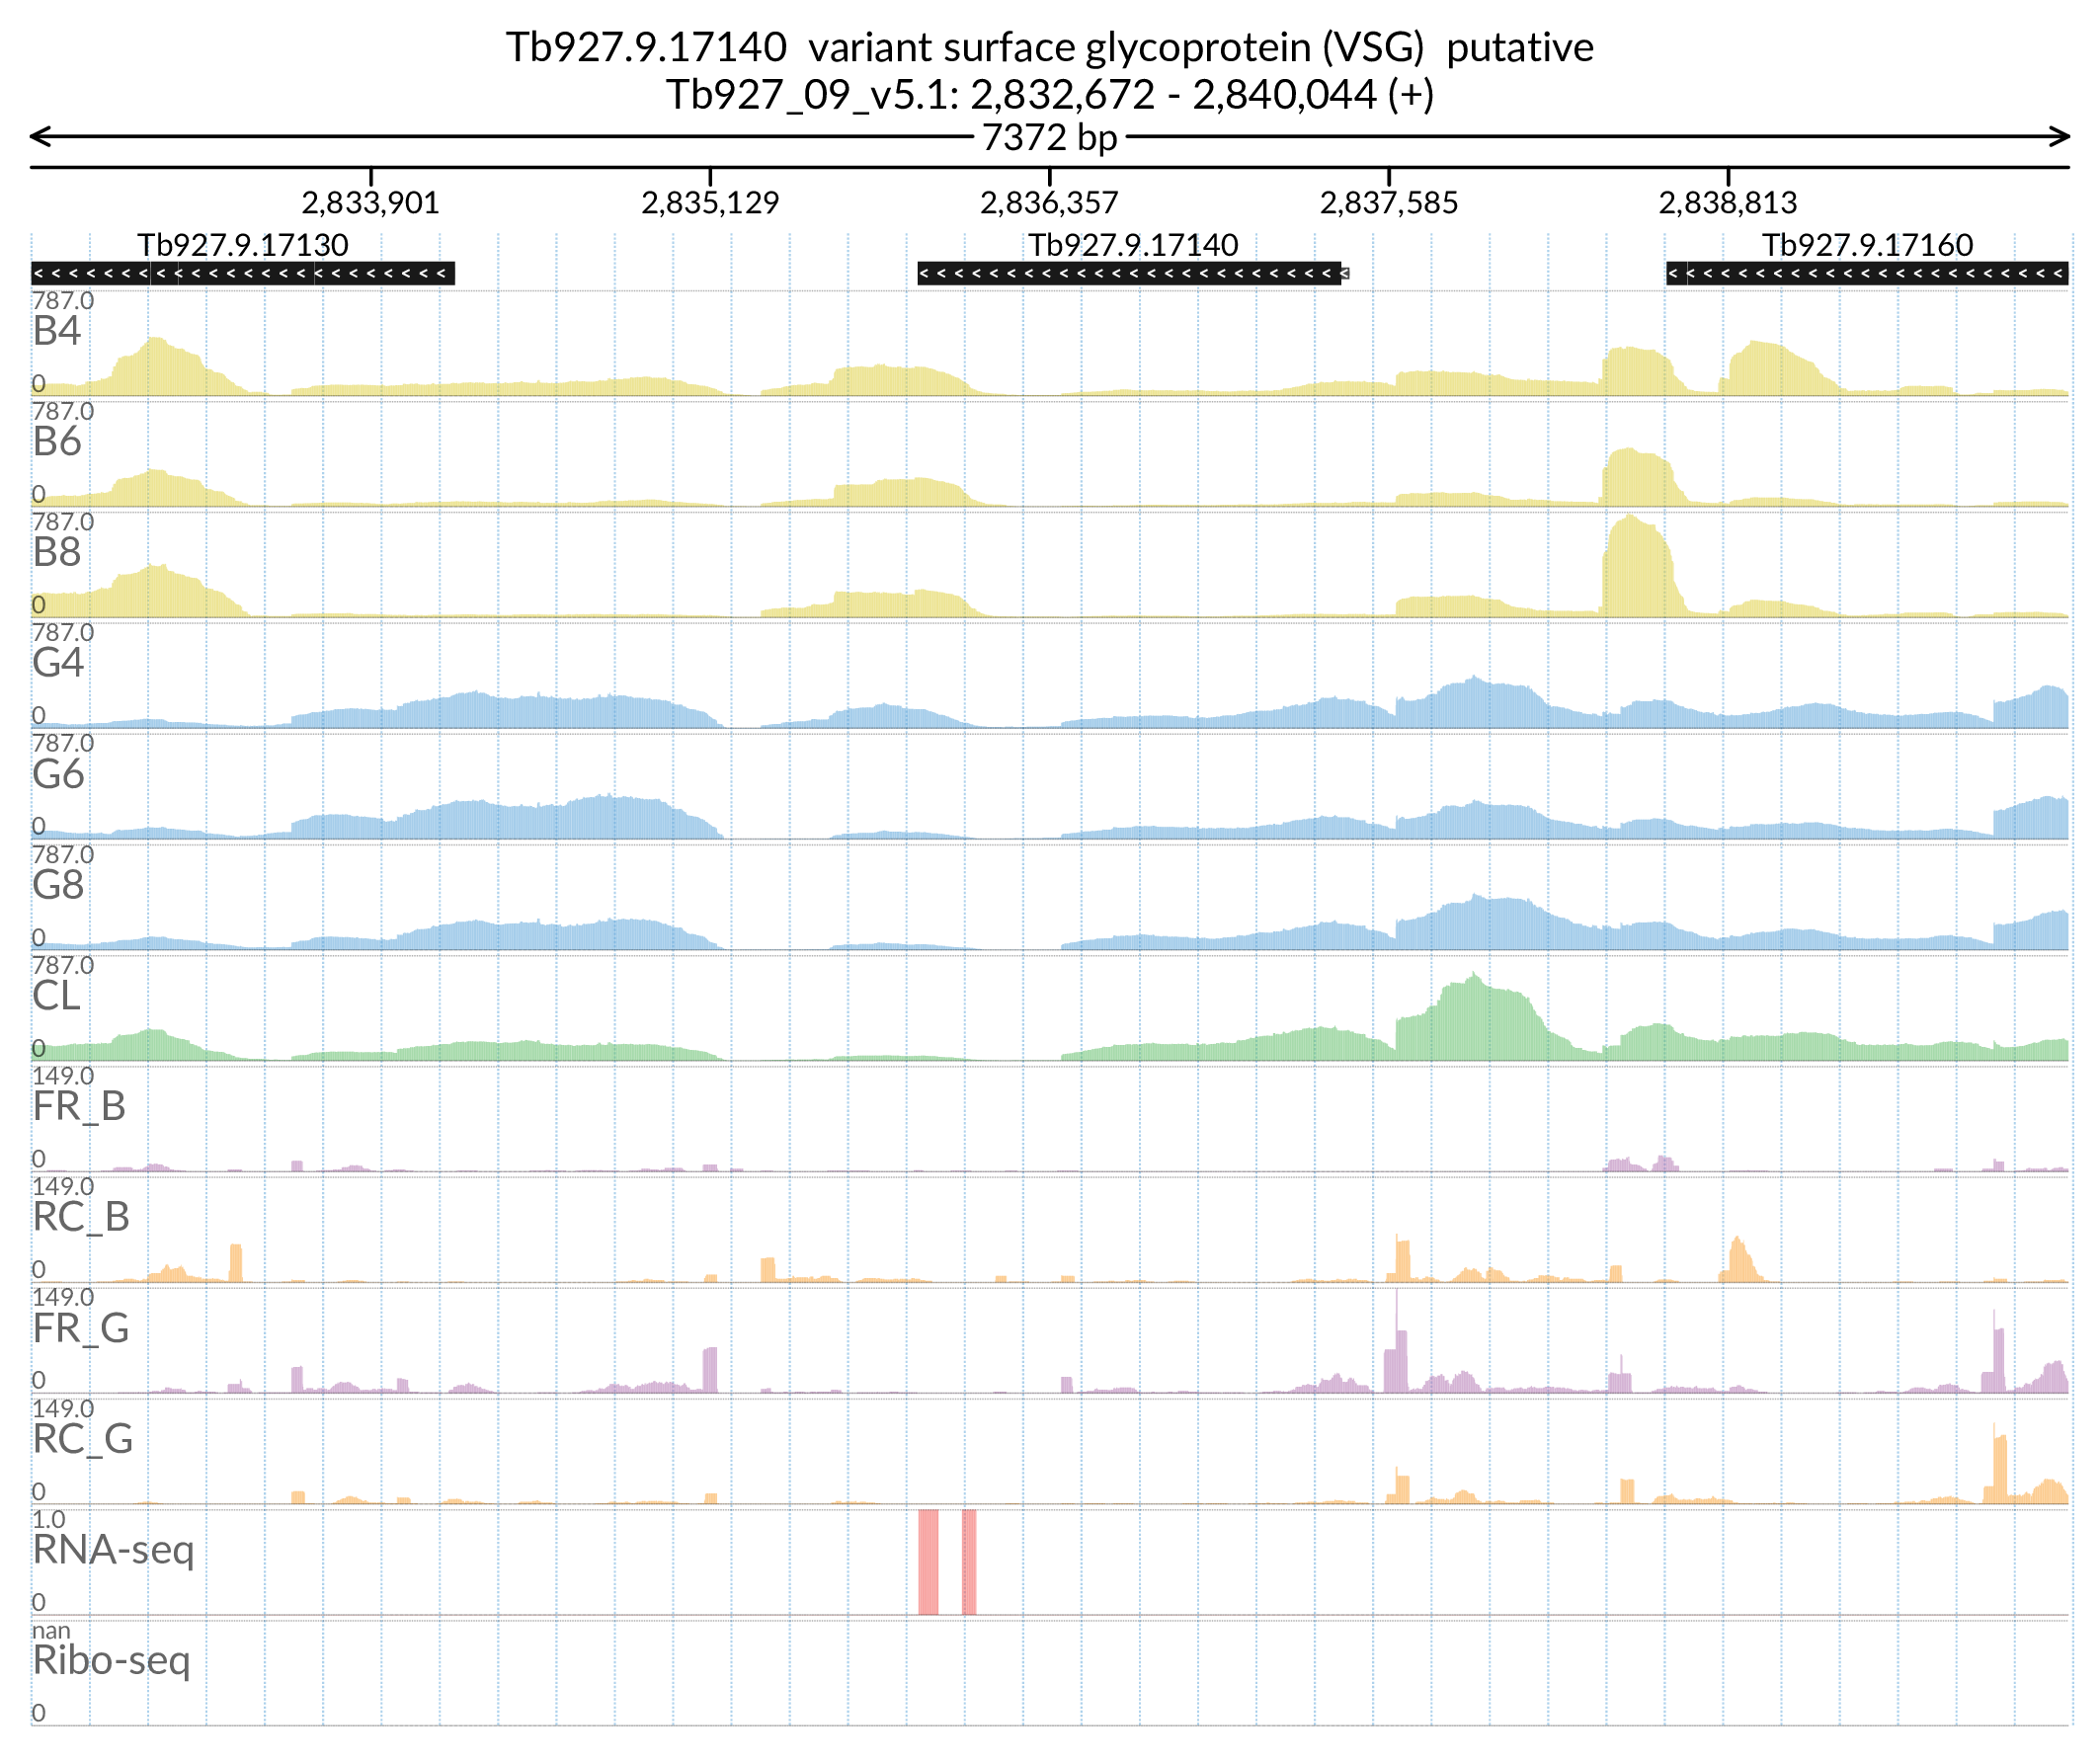 Tb927.9.17140 variant surface glycoprotein (VSG) putative
Tb927_09_v5.1: 2,832,672 - 2,840,044 (+)
7372 bp
2,833,901 2,835,129 2,836,357 2,837,585 2,838,813
Tb927.9.17130 Tb927.9.17140 Tb927.9.17160
787.0
B4
0
787.0
B6
0
787.0
B8
0
787.0
G4
0
787.0
G6
0
787.0
G8
0
787.0
CL
0
149.0
FR_B
0
149.0
RC_B
0
149.0
FR_G
0
149.0
RC_G
0
1.0
RNA-seq
0
nan
Ribo-seq
0